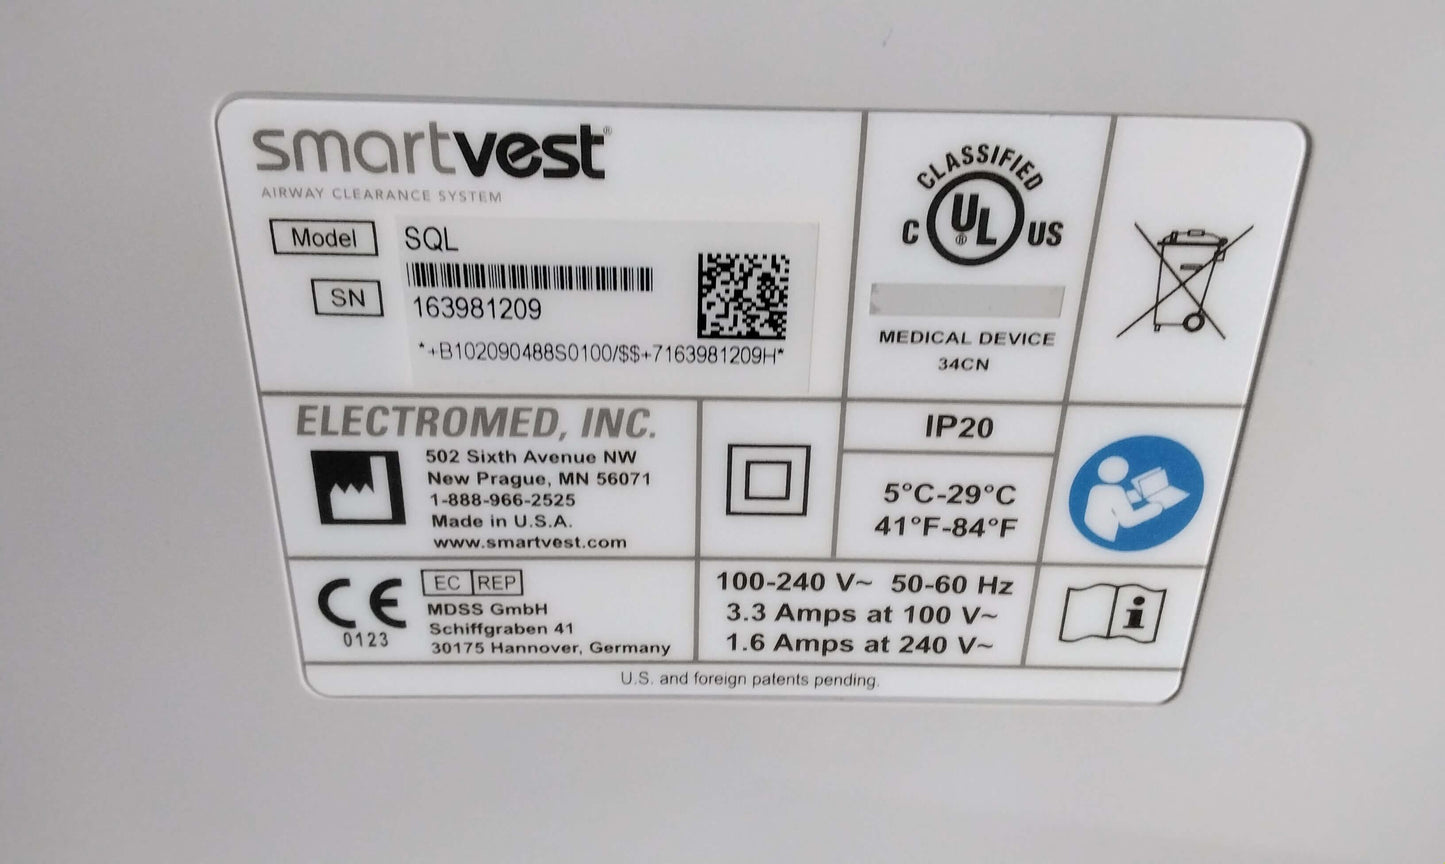 smartvest®
AIRWAY CLEARANCE SYSTEM
Model
SQL
SN
163981209
*+B102090488S0100/$$+7163981209H*
CLASSIFIED
C UL® US
MEDICAL DEVICE
34CN
ELECTROMED, INC.
502 Sixth Avenue NW
New Prague, MN 56071
1-888-966-2525
Made in U.S.A.
www.smartvest.com
IP20
5°C-29°C
41°F-84°F
CE
0123
EC REP
MDSS GmbH
Schiffgraben 41
30175 Hannover, Germany
100-240 V~ 50-60 Hz
3.3 Amps at 100 V~
1.6 Amps at 240 V~
i
U.S. and foreign patents pending.